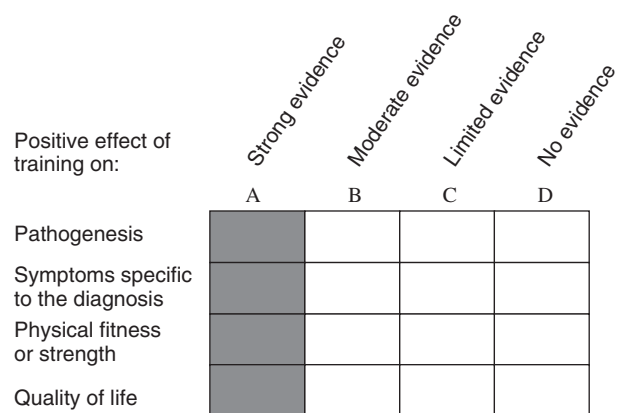 Strong evidence
Moderate evidence
Limited evidence
No evidence
Positive effect of
training on:
A B C D
Pathogenesis
Symptoms specific
to the diagnosis
Physical fitness
or strength
Quality of life